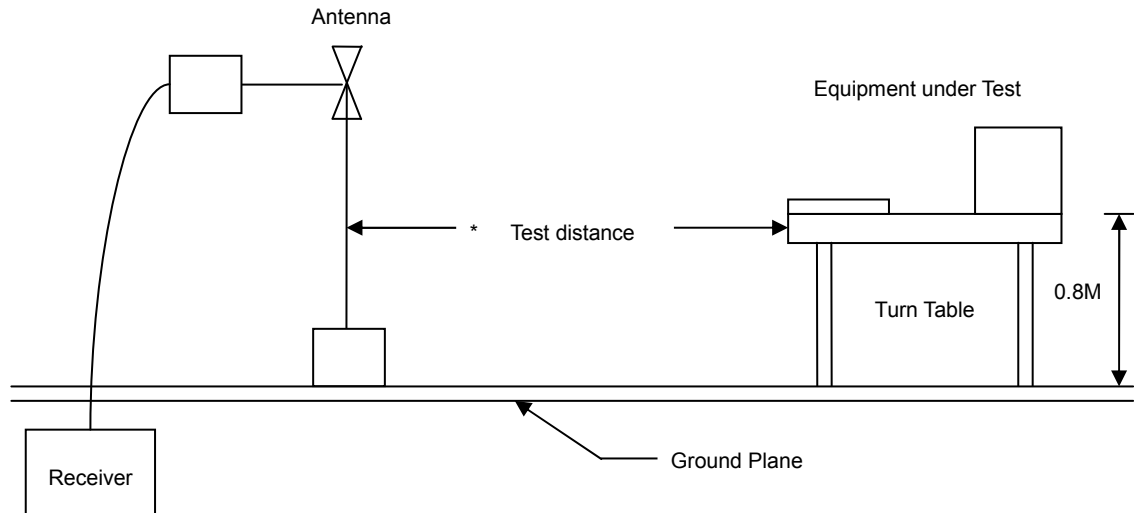 Antenna
Equipment under Test
* Test distance
0.8M
Turn Table
Ground Plane
Receiver